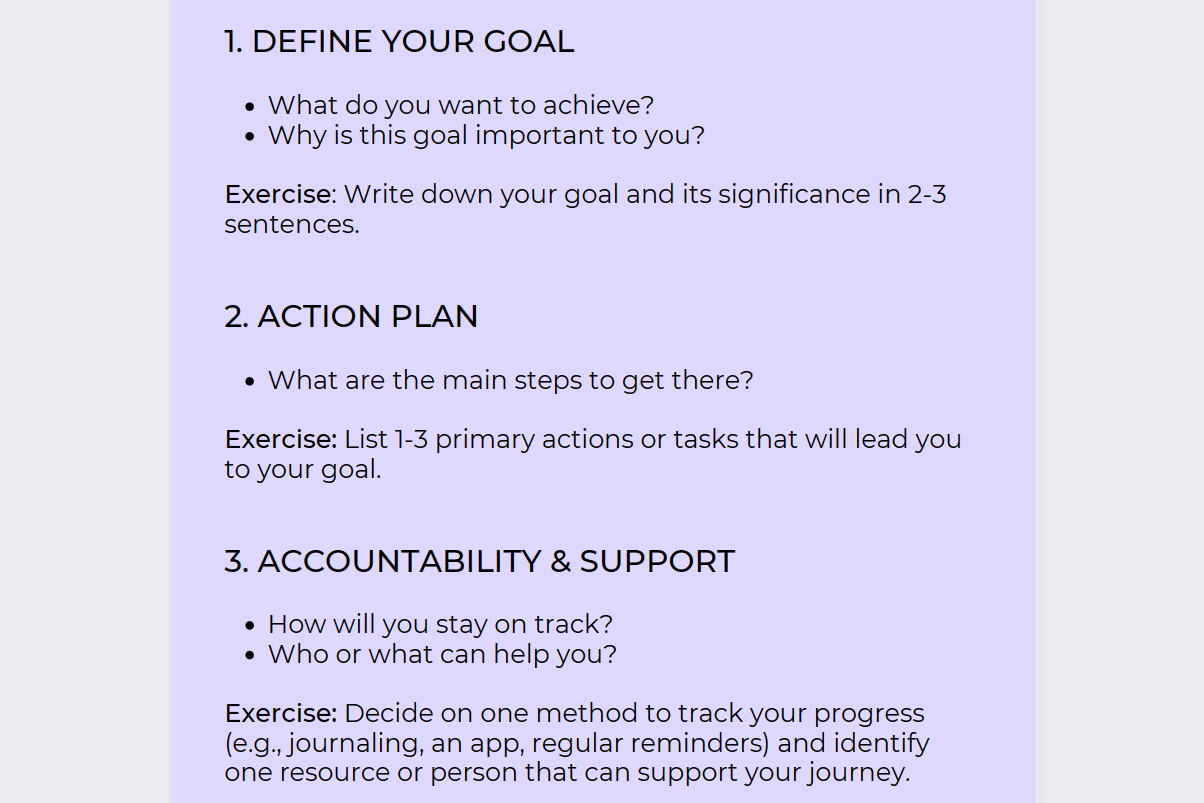 1. DEFINE YOUR GOAL
• What do you want to achieve?
• Why is this goal important to you?
Exercise: Write down your goal and its significance in 2-3
sentences.
2. ACTION PLAN
• What are the main steps to get there?
Exercise: List 1-3 primary actions or tasks that will lead you
to your goal.
3. ACCOUNTABILITY & SUPPORT
• How will you stay on track?
• Who or what can help you?
Exercise: Decide on one method to track your progress
(e.g., journaling, an app, regular reminders) and identify
one resource or person that can support your journey.